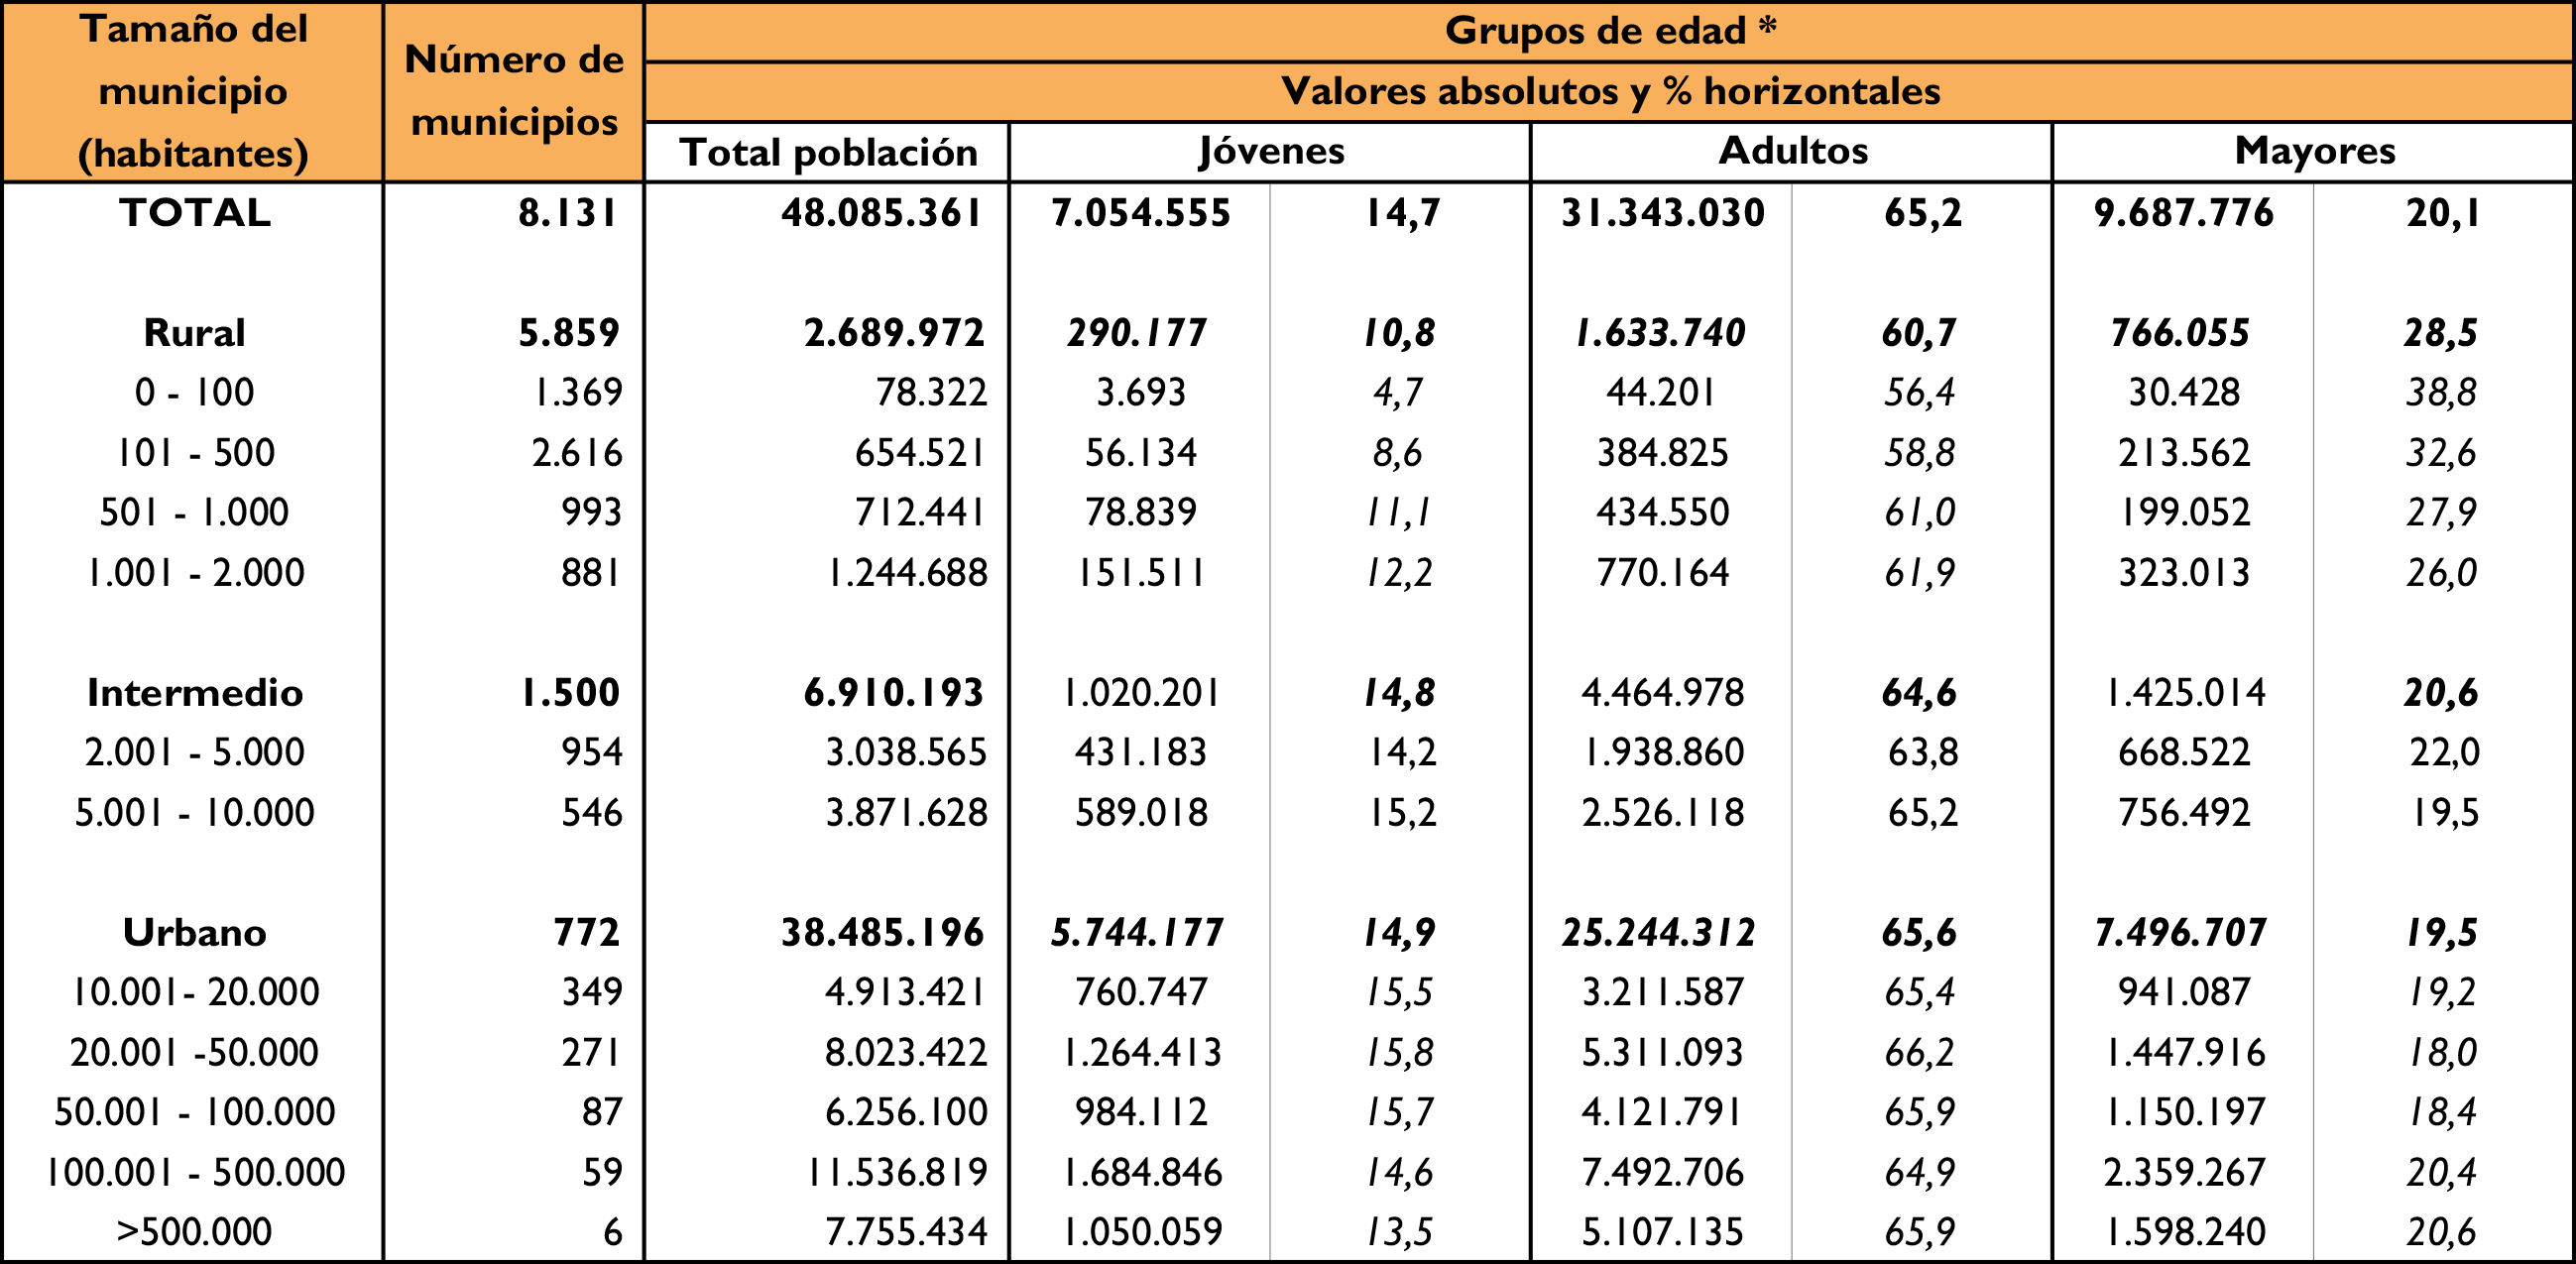 Tamaño del municipio (habitantes) Número de municipios Grupos de edad *
Valores absolutos y % horizontales
Total población Jóvenes Adultos Mayores
TOTAL 8.131 48.085.361 7.054.555 14,7 31.343.030 65,2 9.687.776 20,1
Rural 5.859 2.689.972 290.177 10,8 1.633.740 60,7 766.055 28,5
0 - 100 1.369 78.322 3.693 4,7 44.201 56,4 30.428 38,8
101 - 500 2.616 654.521 56.134 8,6 384.825 58,8 213.562 32,6
501 - 1.000 993 712.441 78.839 11,1 434.550 61,0 199.052 27,9
1.001 - 2.000 881 1.244.688 151.511 12,2 770.164 61,9 323.013 26,0
Intermedio 1.500 6.910.193 1.020.201 14,8 4.464.978 64,6 1.425.014 20,6
2.001 - 5.000 954 3.038.565 431.183 14,2 1.938.860 63,8 668.522 22,0
5.001 - 10.000 546 3.871.628 589.018 15,2 2.526.118 65,2 756.492 19,5
Urbano 772 38.485.196 5.744.177 14,9 25.244.312 65,6 7.496.707 19,5
10.001- 20.000 349 4.913.421 760.747 15,5 3.211.587 65,4 941.087 19,2
20.001 -50.000 271 8.023.422 1.264.413 15,8 5.311.093 66,2 1.447.916 18,0
50.001 - 100.000 87 6.256.100 984.112 15,7 4.121.791 65,9 1.150.197 18,4
100.001 - 500.000 59 11.536.819 1.684.846 14,6 7.492.706 64,9 2.359.267 20,4
>500.000 6 7.755.434 1.050.059 13,5 5.107.135 65,9 1.598.240 20,6